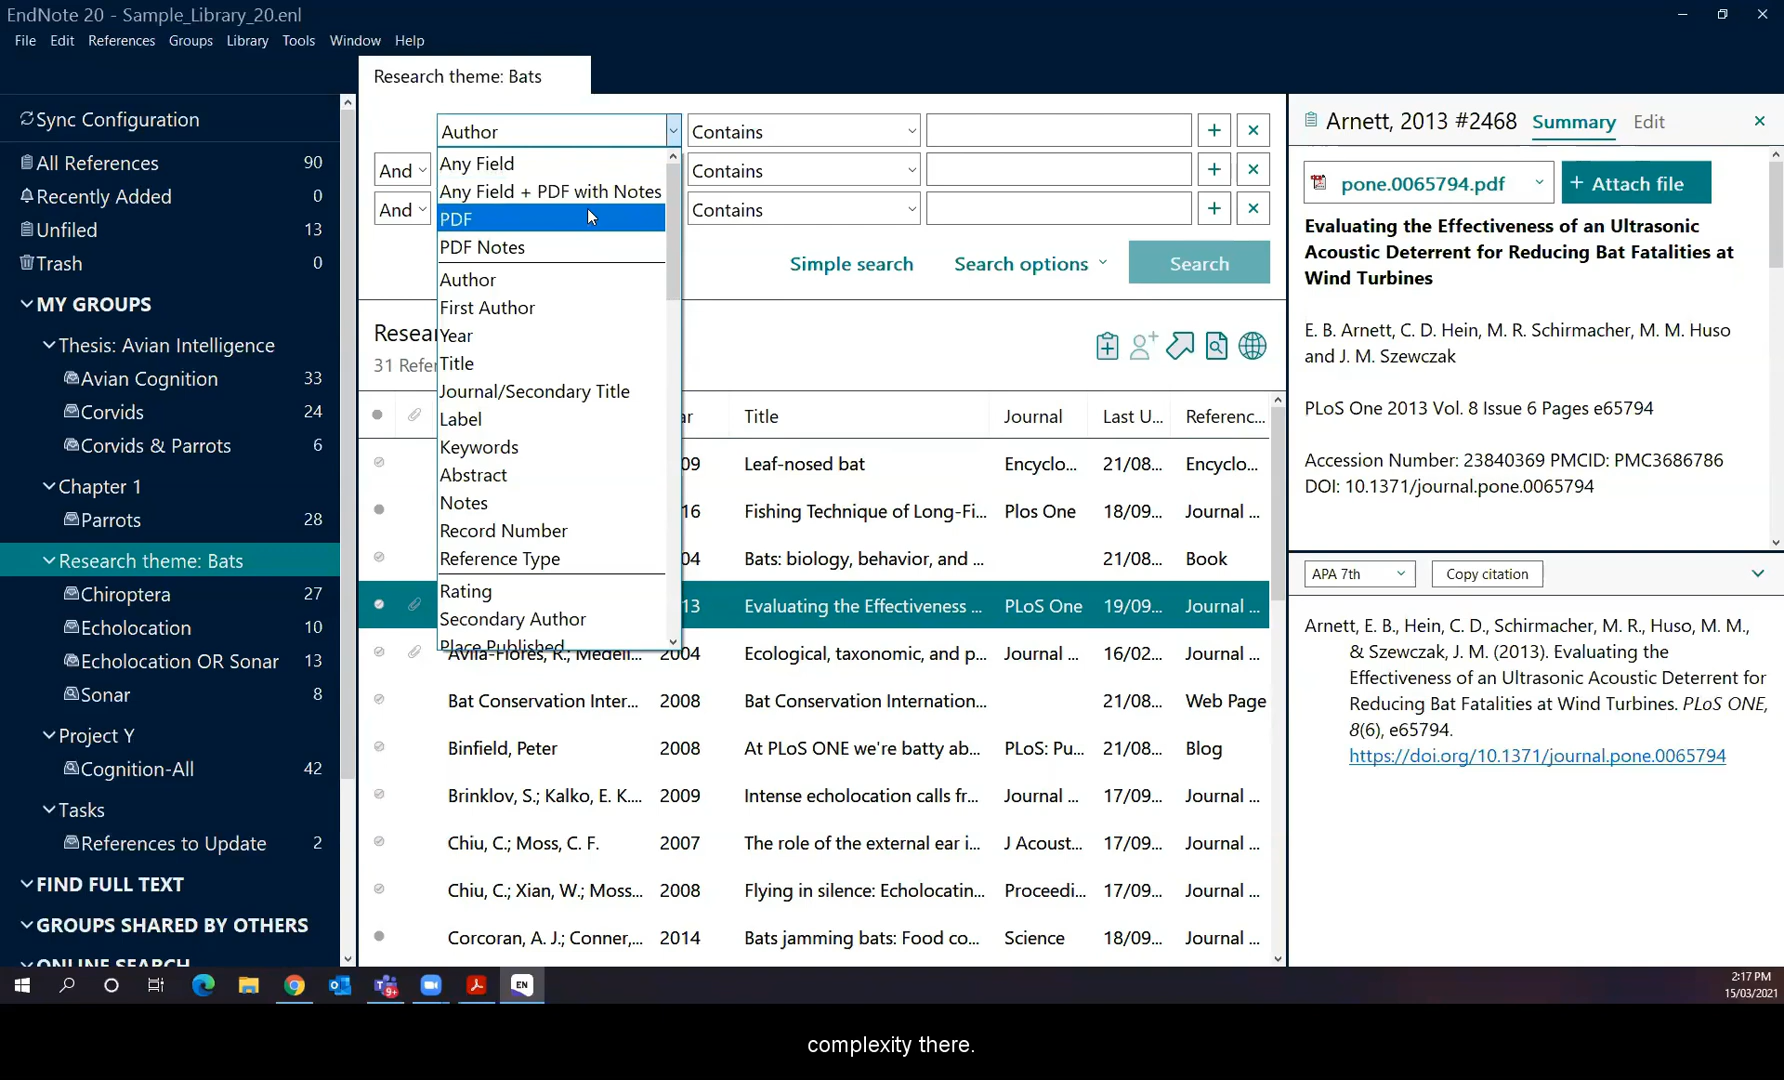 EndNote 20 - Sample_Library_20.enl
File Edit References Groups Library Tools Window Help
Sync Configuration
All References 90
Recently Added 0
Unfiled 13
Trash 0
MY GROUPS
Thesis: Avian Intelligence
Avian Cognition 33
Corvids 24
Corvids & Parrots 6
Chapter 1
Parrots 28
Research theme: Bats
Chiroptera 27
Echolocation 10
Echolocation OR Sonar 13
Sonar 8
Project Y
Cognition-All 42
Tasks
References to Update 2
FIND FULL TEXT
GROUPS SHARED BY OTHERS
ONLINE SEARCH
Research theme: Bats
Author Contains
And Contains
And Contains
Any Field
Any Field + PDF with Notes
PDF
PDF Notes
Author
First Author
Year
Title
Journal/Secondary Title
Label
Keywords
Abstract
Notes
Record Number
Reference Type
Rating
Secondary Author
Place Published
Simple search Search options Search
Resear
31 Refer
ar Title Journal Last U... Referenc...
09 Leaf-nosed bat Encyclo... 21/08... Encyclo...
16 Fishing Technique of Long-Fi... Plos One 18/09... Journal ...
04 Bats: biology, behavior, and ... 21/08... Book
13 Evaluating the Effectiveness ... PLoS One 19/09... Journal ...
Avila-Flores, R.; Medell... 2004 Ecological, taxonomic, and p... Journal ... 16/02... Journal ...
Bat Conservation Inter... 2008 Bat Conservation Internation... 21/08... Web Page
Binfield, Peter 2008 At PLoS ONE we're batty ab... PLoS: Pu... 21/08... Blog
Brinklov, S.; Kalko, E. K.... 2009 Intense echolocation calls fr... Journal ... 17/09... Journal ...
Chiu, C.; Moss, C. F. 2007 The role of the external ear i... J Acoust... 17/09... Journal ...
Chiu, C.; Xian, W.; Moss... 2008 Flying in silence: Echolocatin... Proceedi... 17/09... Journal ...
Corcoran, A. J.; Conner,... 2014 Bats jamming bats: Food co... Science 18/09... Journal ...
Arnett, 2013 #2468 Summary Edit
pone.0065794.pdf + Attach file
Evaluating the Effectiveness of an Ultrasonic
Acoustic Deterrent for Reducing Bat Fatalities at
Wind Turbines
E. B. Arnett, C. D. Hein, M. R. Schirmacher, M. M. Huso
and J. M. Szewczak
PLoS One 2013 Vol. 8 Issue 6 Pages e65794
Accession Number: 23840369 PMCID: PMC3686786
DOI: 10.1371/journal.pone.0065794
APA 7th Copy citation
Arnett, E. B., Hein, C. D., Schirmacher, M. R., Huso, M. M.,
& Szewczak, J. M. (2013). Evaluating the
Effectiveness of an Ultrasonic Acoustic Deterrent for
Reducing Bat Fatalities at Wind Turbines. PLoS ONE,
8(6), e65794.
https://doi.org/10.1371/journal.pone.0065794
9+
EN
2:17 PM
15/03/2021
complexity there.